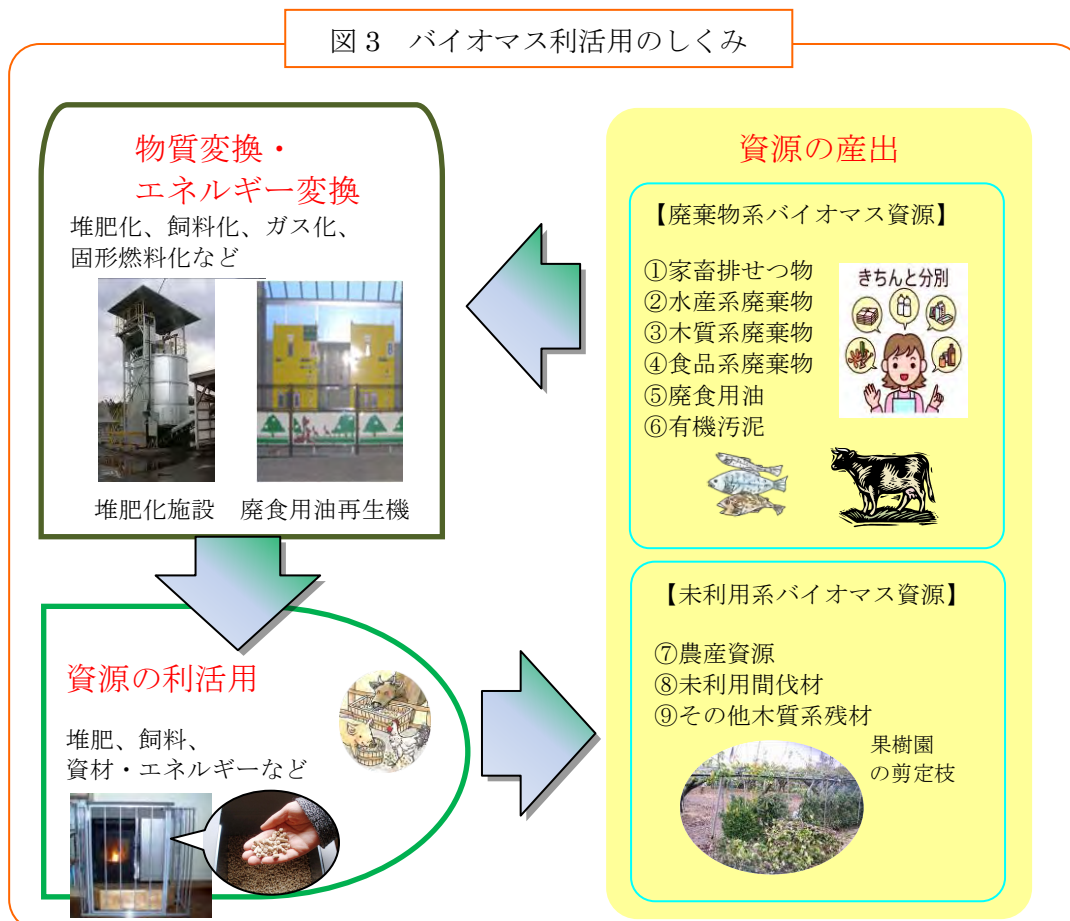 図３　バイオマス利活用のしくみ
物質変換・
エネルギー変換
堆肥化、飼料化、ガス化、
固形燃料化など
堆肥化施設　廃食用油再生機
資源の利活用
堆肥、飼料、
資材・エネルギーなど
資源の産出
【廃棄物系バイオマス資源】
①家畜排せつ物
②水産系廃棄物
③木質系廃棄物
④食品系廃棄物
⑤廃食用油
⑥有機汚泥
きちんと分別
【未利用系バイオマス資源】
⑦農産資源
⑧未利用間伐材
⑨その他木質系残材
果樹園
の剪定枝